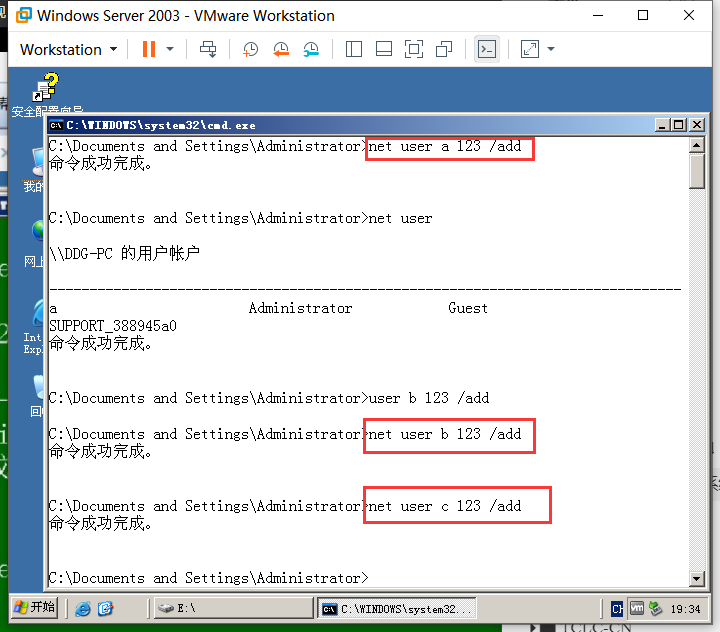 Windows Server 2003 - VMware Workstation
Workstation
安全配置向导
C:\WINDOWS\system32\cmd.exe
C:\Documents and Settings\Administrator>net user a 123 /add
命令成功完成。
我的
C:\Documents and Settings\Administrator>net user
网上
\\DDG-PC 的用户帐户
-------------------------------------------------------------------------------
a Administrator Guest
SUPPORT_388945a0
命令成功完成。
Int
Exp
C:\Documents and Settings\Administrator>user b 123 /add
回
C:\Documents and Settings\Administrator>net user b 123 /add
命令成功完成。
C:\Documents and Settings\Administrator>net user c 123 /add
命令成功完成。
C:\Documents and Settings\Administrator>
开始
E:\
C:\WINDOWS\system32...
CH
19:34